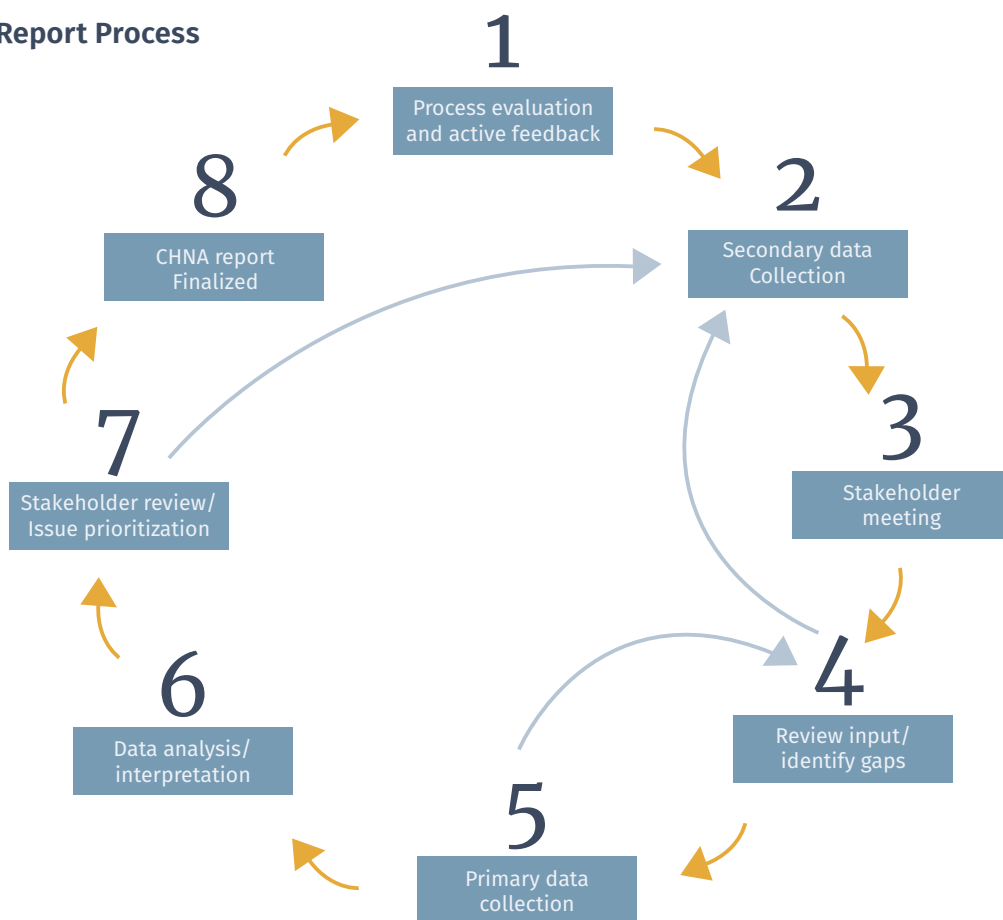 Report Process
1
Process evaluation
and active feedback
2
Secondary data
Collection
3
Stakeholder
meeting
4
Review input/
identify gaps
5
Primary data
collection
6
Data analysis/
interpretation
7
Stakeholder review/
Issue prioritization
8
CHNA report
Finalized